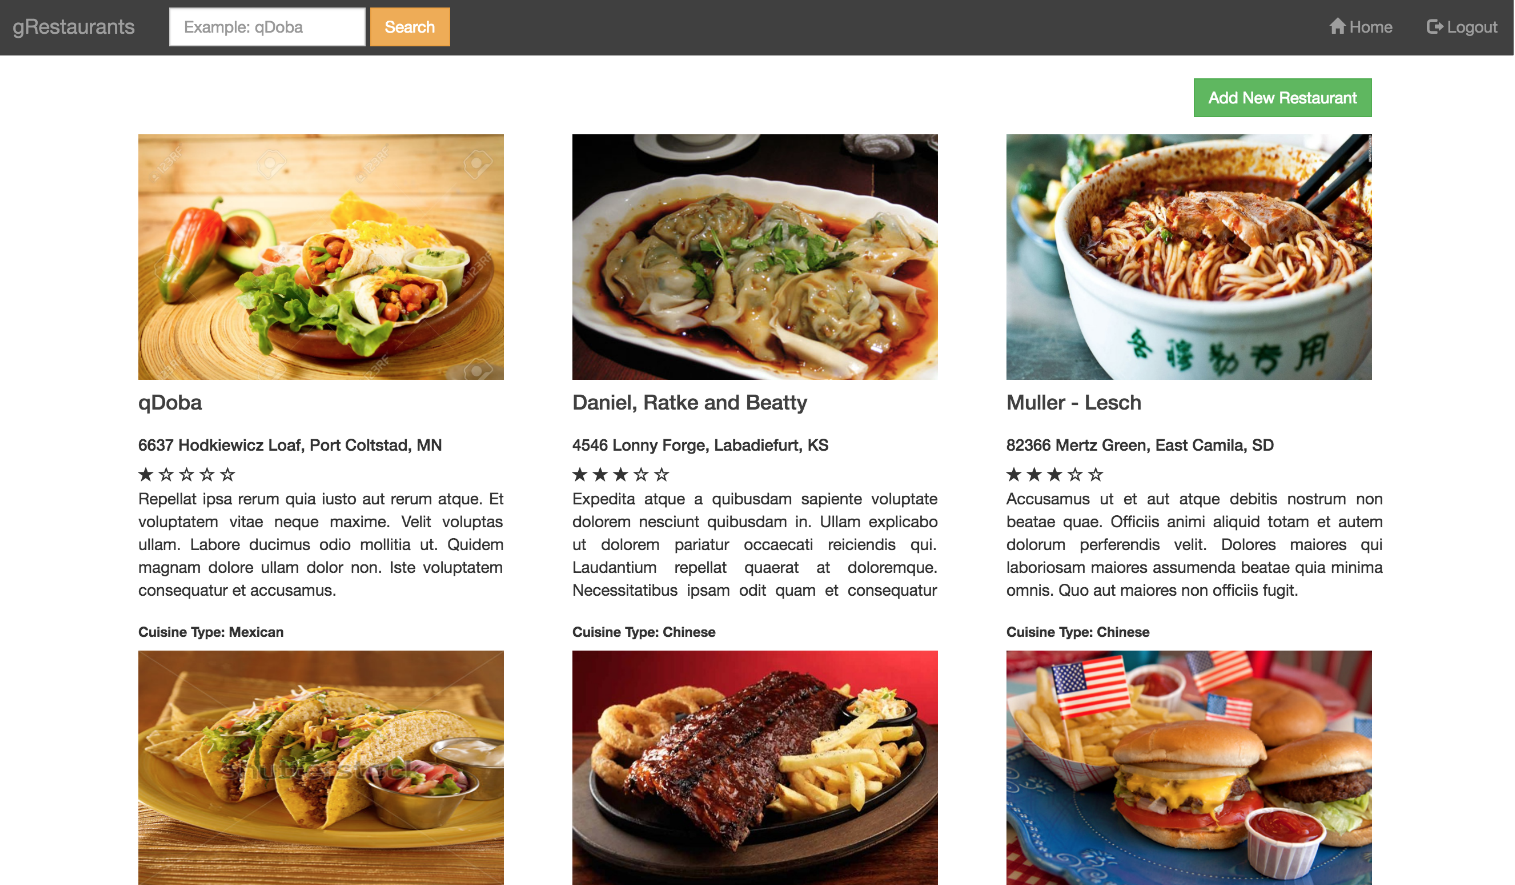 gRestaurants
Example: qDoba
Search
Home
Logout
Add New Restaurant
各穆勒专用
qDoba
6637 Hodkiewicz Loaf, Port Coltstad, MN
Repellat ipsa rerum quia iusto aut rerum atque. Et
voluptatem vitae neque maxime. Velit voluptas
ullam. Labore ducimus odio mollitia ut. Quidem
magnam dolore ullam dolor non. Iste voluptatem
consequatur et accusamus.
Cuisine Type: Mexican
Daniel, Ratke and Beatty
4546 Lonny Forge, Labadiefurt, KS
Expedita atque a quibusdam sapiente voluptate
dolorem nesciunt quibusdam in. Ullam explicabo
ut dolorem pariatur occaecati reiciendis qui.
Laudantium repellat quaerat at doloremque.
Necessitatibus ipsam odit quam et consequatur
Cuisine Type: Chinese
Muller - Lesch
82366 Mertz Green, East Camila, SD
Accusamus ut et aut atque debitis nostrum non
beatae quae. Officiis animi aliquid totam et autem
dolorum perferendis velit. Dolores maiores qui
laboriosam maiores assumenda beatae quia minima
omnis. Quo aut maiores non officiis fugit.
Cuisine Type: Chinese
shutterstock